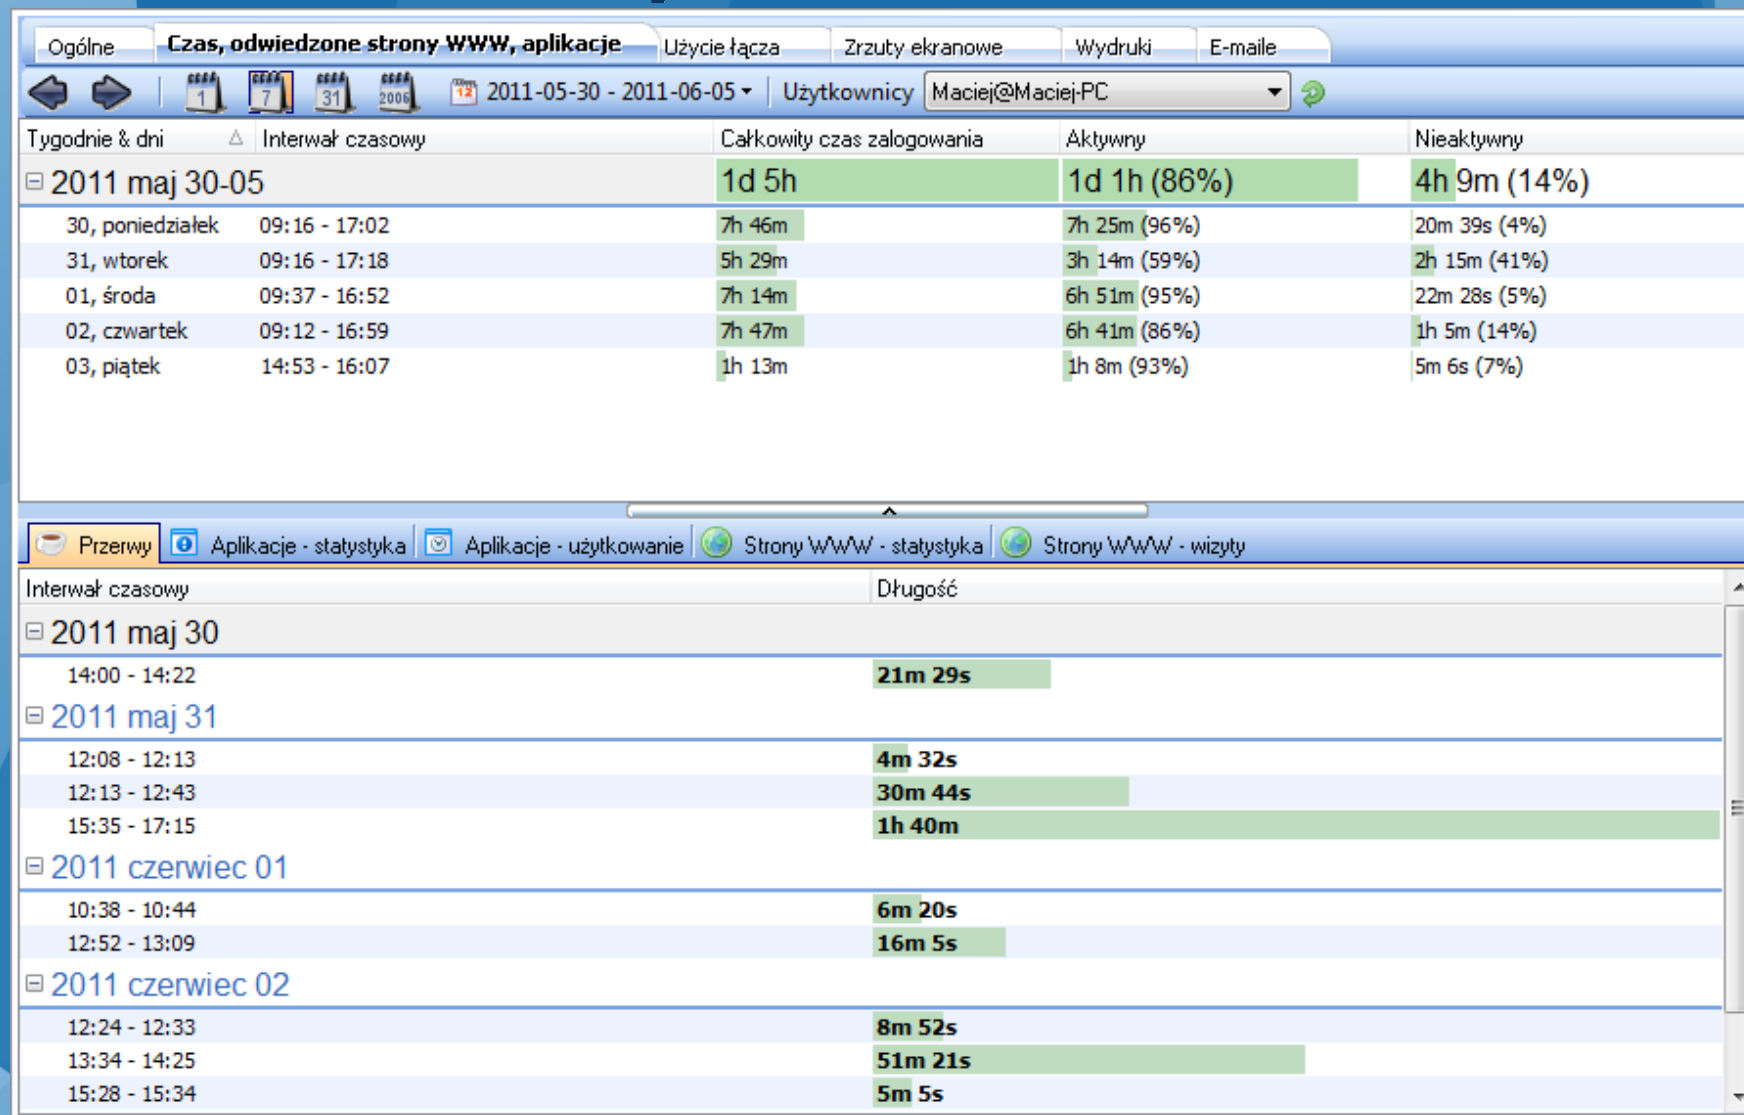 Ogólne Czas, odwiedzone strony WWW, aplikacje Użycie łącza Zrzuty ekranowe Wydruki E-maile
1 7 31 2006 12 2011-05-30 - 2011-06-05 Użytkownicy Maciej@Maciej-PC
Tygodnie & dni Interwał czasowy Całkowity czas zalogowania Aktywny Nieaktywny
2011 maj 30-05 1d 5h 1d 1h (86%) 4h 9m (14%)
30, poniedziałek 09:16 - 17:02 7h 46m 7h 25m (96%) 20m 39s (4%)
31, wtorek 09:16 - 17:18 5h 29m 3h 14m (59%) 2h 15m (41%)
01, środa 09:37 - 16:52 7h 14m 6h 51m (95%) 22m 28s (5%)
02, czwartek 09:12 - 16:59 7h 47m 6h 41m (86%) 1h 5m (14%)
03, piątek 14:53 - 16:07 1h 13m 1h 8m (93%) 5m 6s (7%)
Przerwy Aplikacje - statystyka Aplikacje - użytkowanie Strony WWW - statystyka Strony WWW - wizyty
Interwał czasowy Długość
2011 maj 30
14:00 - 14:22 21m 29s
2011 maj 31
12:08 - 12:13 4m 32s
12:13 - 12:43 30m 44s
15:35 - 17:15 1h 40m
2011 czerwiec 01
10:38 - 10:44 6m 20s
12:52 - 13:09 16m 5s
2011 czerwiec 02
12:24 - 12:33 8m 52s
13:34 - 14:25 51m 21s
15:28 - 15:34 5m 5s